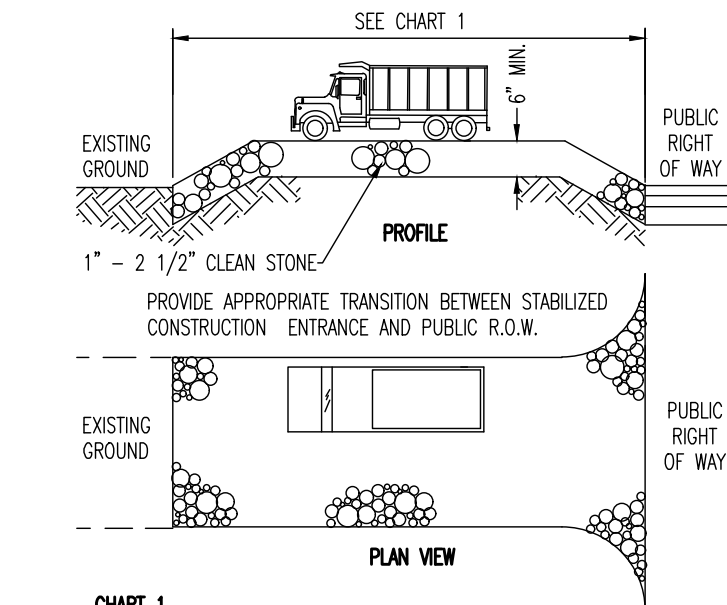 SEE CHART 1
6" MIN.
EXISTING
GROUND
PUBLIC
RIGHT
OF WAY
PROFILE
1" - 2 1/2" CLEAN STONE
PROVIDE APPROPRIATE TRANSITION BETWEEN STABILIZED
CONSTRUCTION ENTRANCE AND PUBLIC R.O.W.
EXISTING
GROUND
PUBLIC
RIGHT
OF WAY
PLAN VIEW
CHART 1